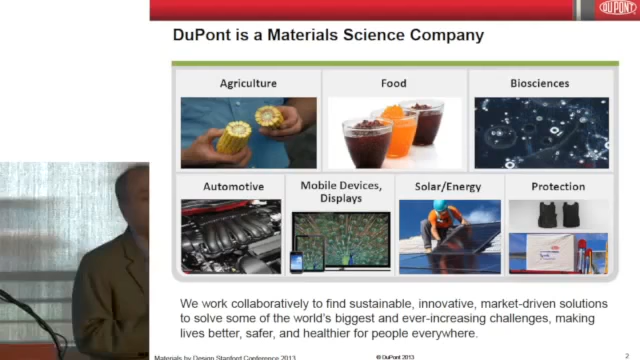 DUPONT
DuPont is a Materials Science Company
Agriculture
Food
Biosciences
Automotive
Mobile Devices,
Displays
Solar/Energy
Protection
We work collaboratively to find sustainable, innovative, market-driven solutions
to solve some of the world's biggest and ever-increasing challenges, making
lives better, safer, and healthier for people everywhere.
Materials by Design Stanford Conference 2013
© DuPont 2013
2